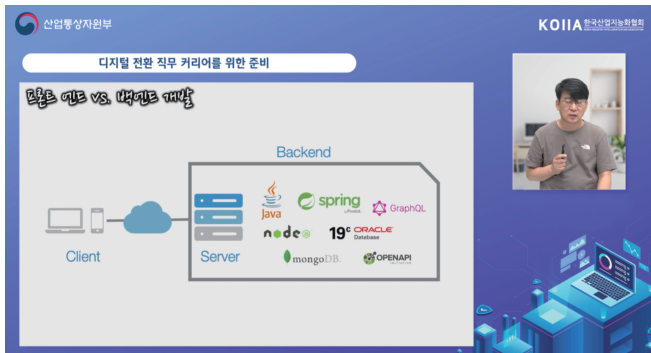 산업통상자원부
KOIIA 한국산업지능화협회
디지털 전환 직무 커리어를 위한 준비
프론트 엔드 vs. 백엔드 개발
Backend
Java
spring
GraphQL
node
19c ORACLE
Database
mongoDB.
OPENAPI
Client
Server